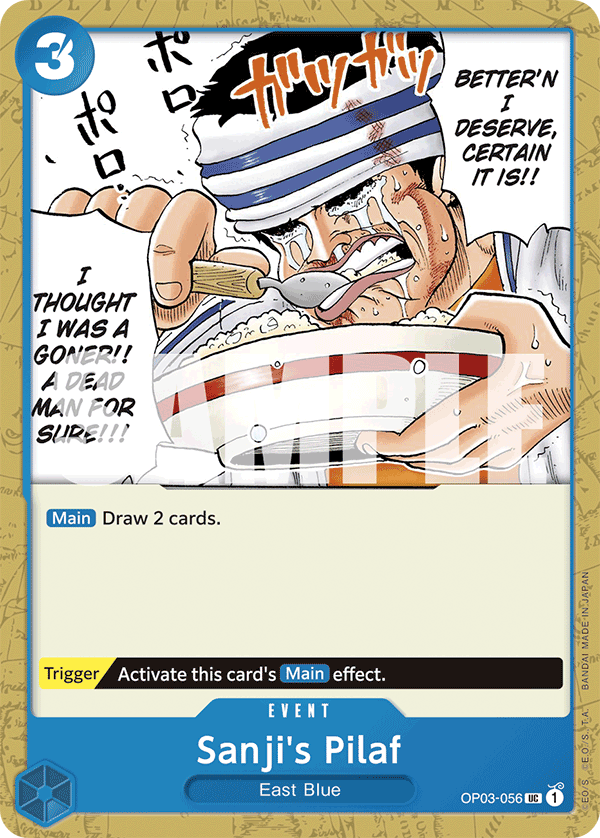 3
ポロ
ポロ
ガツガツ
BETTER'N
I
DESERVE,
CERTAIN
IT IS!!
I
THOUGHT
I WAS A
GONER!!
A DEAD
MAN FOR
SURE!!!
SAMPLE
Main Draw 2 cards.
Trigger Activate this card's Main effect.
EVENT
Sanji's Pilaf
East Blue
OP03-056 UC 1
©E.O. ©E.O.S.,T.A. BANDAI MADE IN JAPAN